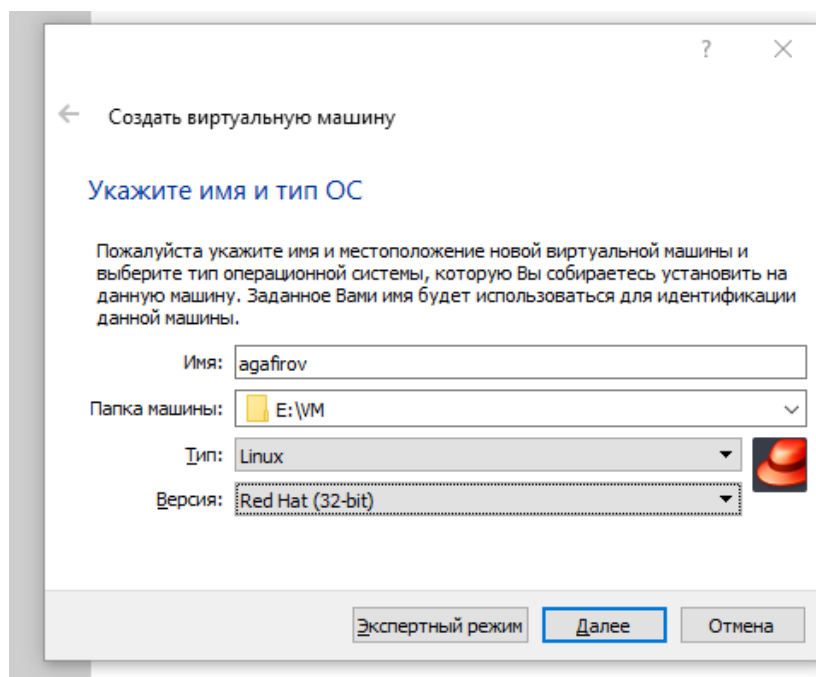 ?
Создать виртуальную машину
Укажите имя и тип ОС
Пожалуйста укажите имя и местоположение новой виртуальной машины и
выберите тип операционной системы, которую Вы собираетесь установить на
данную машину. Заданное Вами имя будет использоваться для идентификации
данной машины.
Имя: agafirov
Папка машины: E:\VM
Тип: Linux
Версия: Red Hat (32-bit)
Экспертный режим Далее Отмена